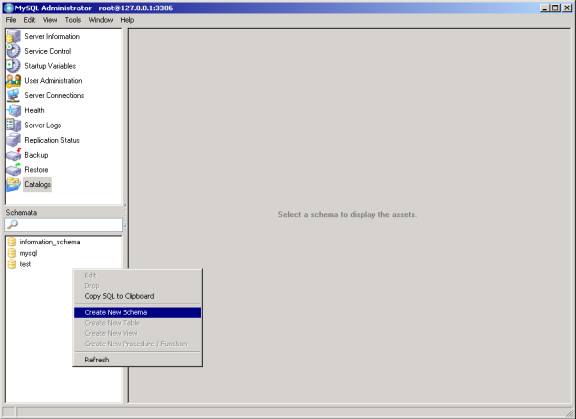 MySQL Administrator root@127.0.0.1:3306
File Edit View Tools Window Help
Server Information
Service Control
Startup Variables
User Administration
Server Connections
Health
Server Logs
Replication Status
Backup
Restore
Catalogs
Schemata
Select a schema to display the assets.
information_schema
mysql
test
Edit
Drop
Copy SQL to Clipboard
Create New Schema
Create New Table
Create New View
Create New Procedure / Function
Refresh